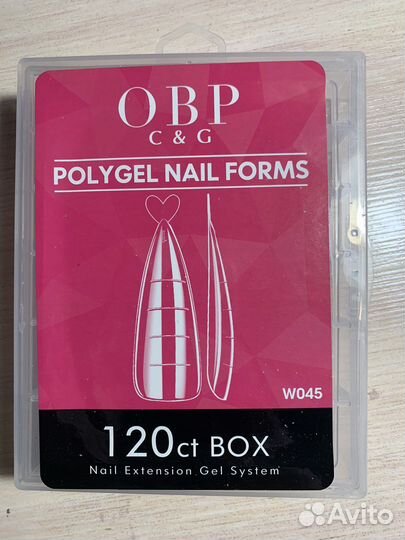 OBP
C & G
POLYGEL NAIL FORMS
W045
120ct BOX
Nail Extension Gel System
Avito